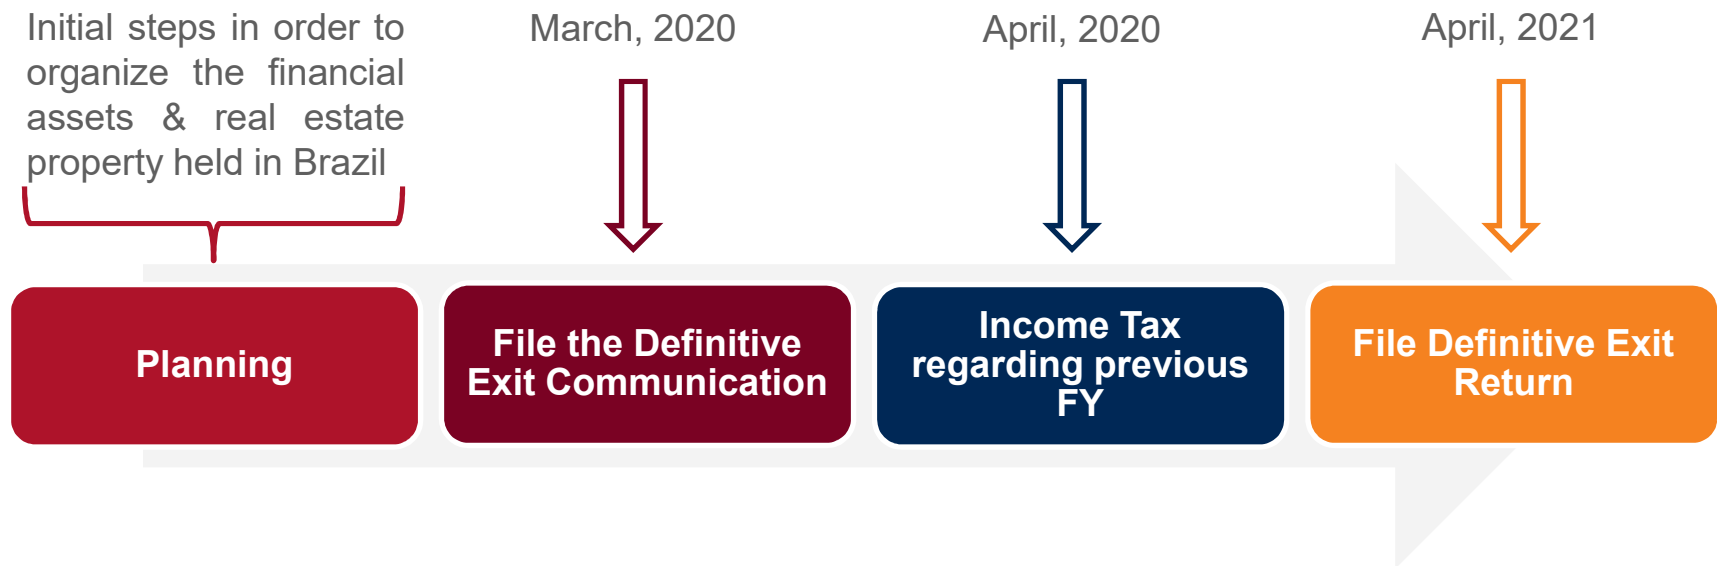 Initial steps in order to
organize the financial
assets & real estate
property held in Brazil
March, 2020
April, 2020
April, 2021
Planning
File the Definitive
Exit Communication
Income Tax
regarding previous
FY
File Definitive Exit
Return